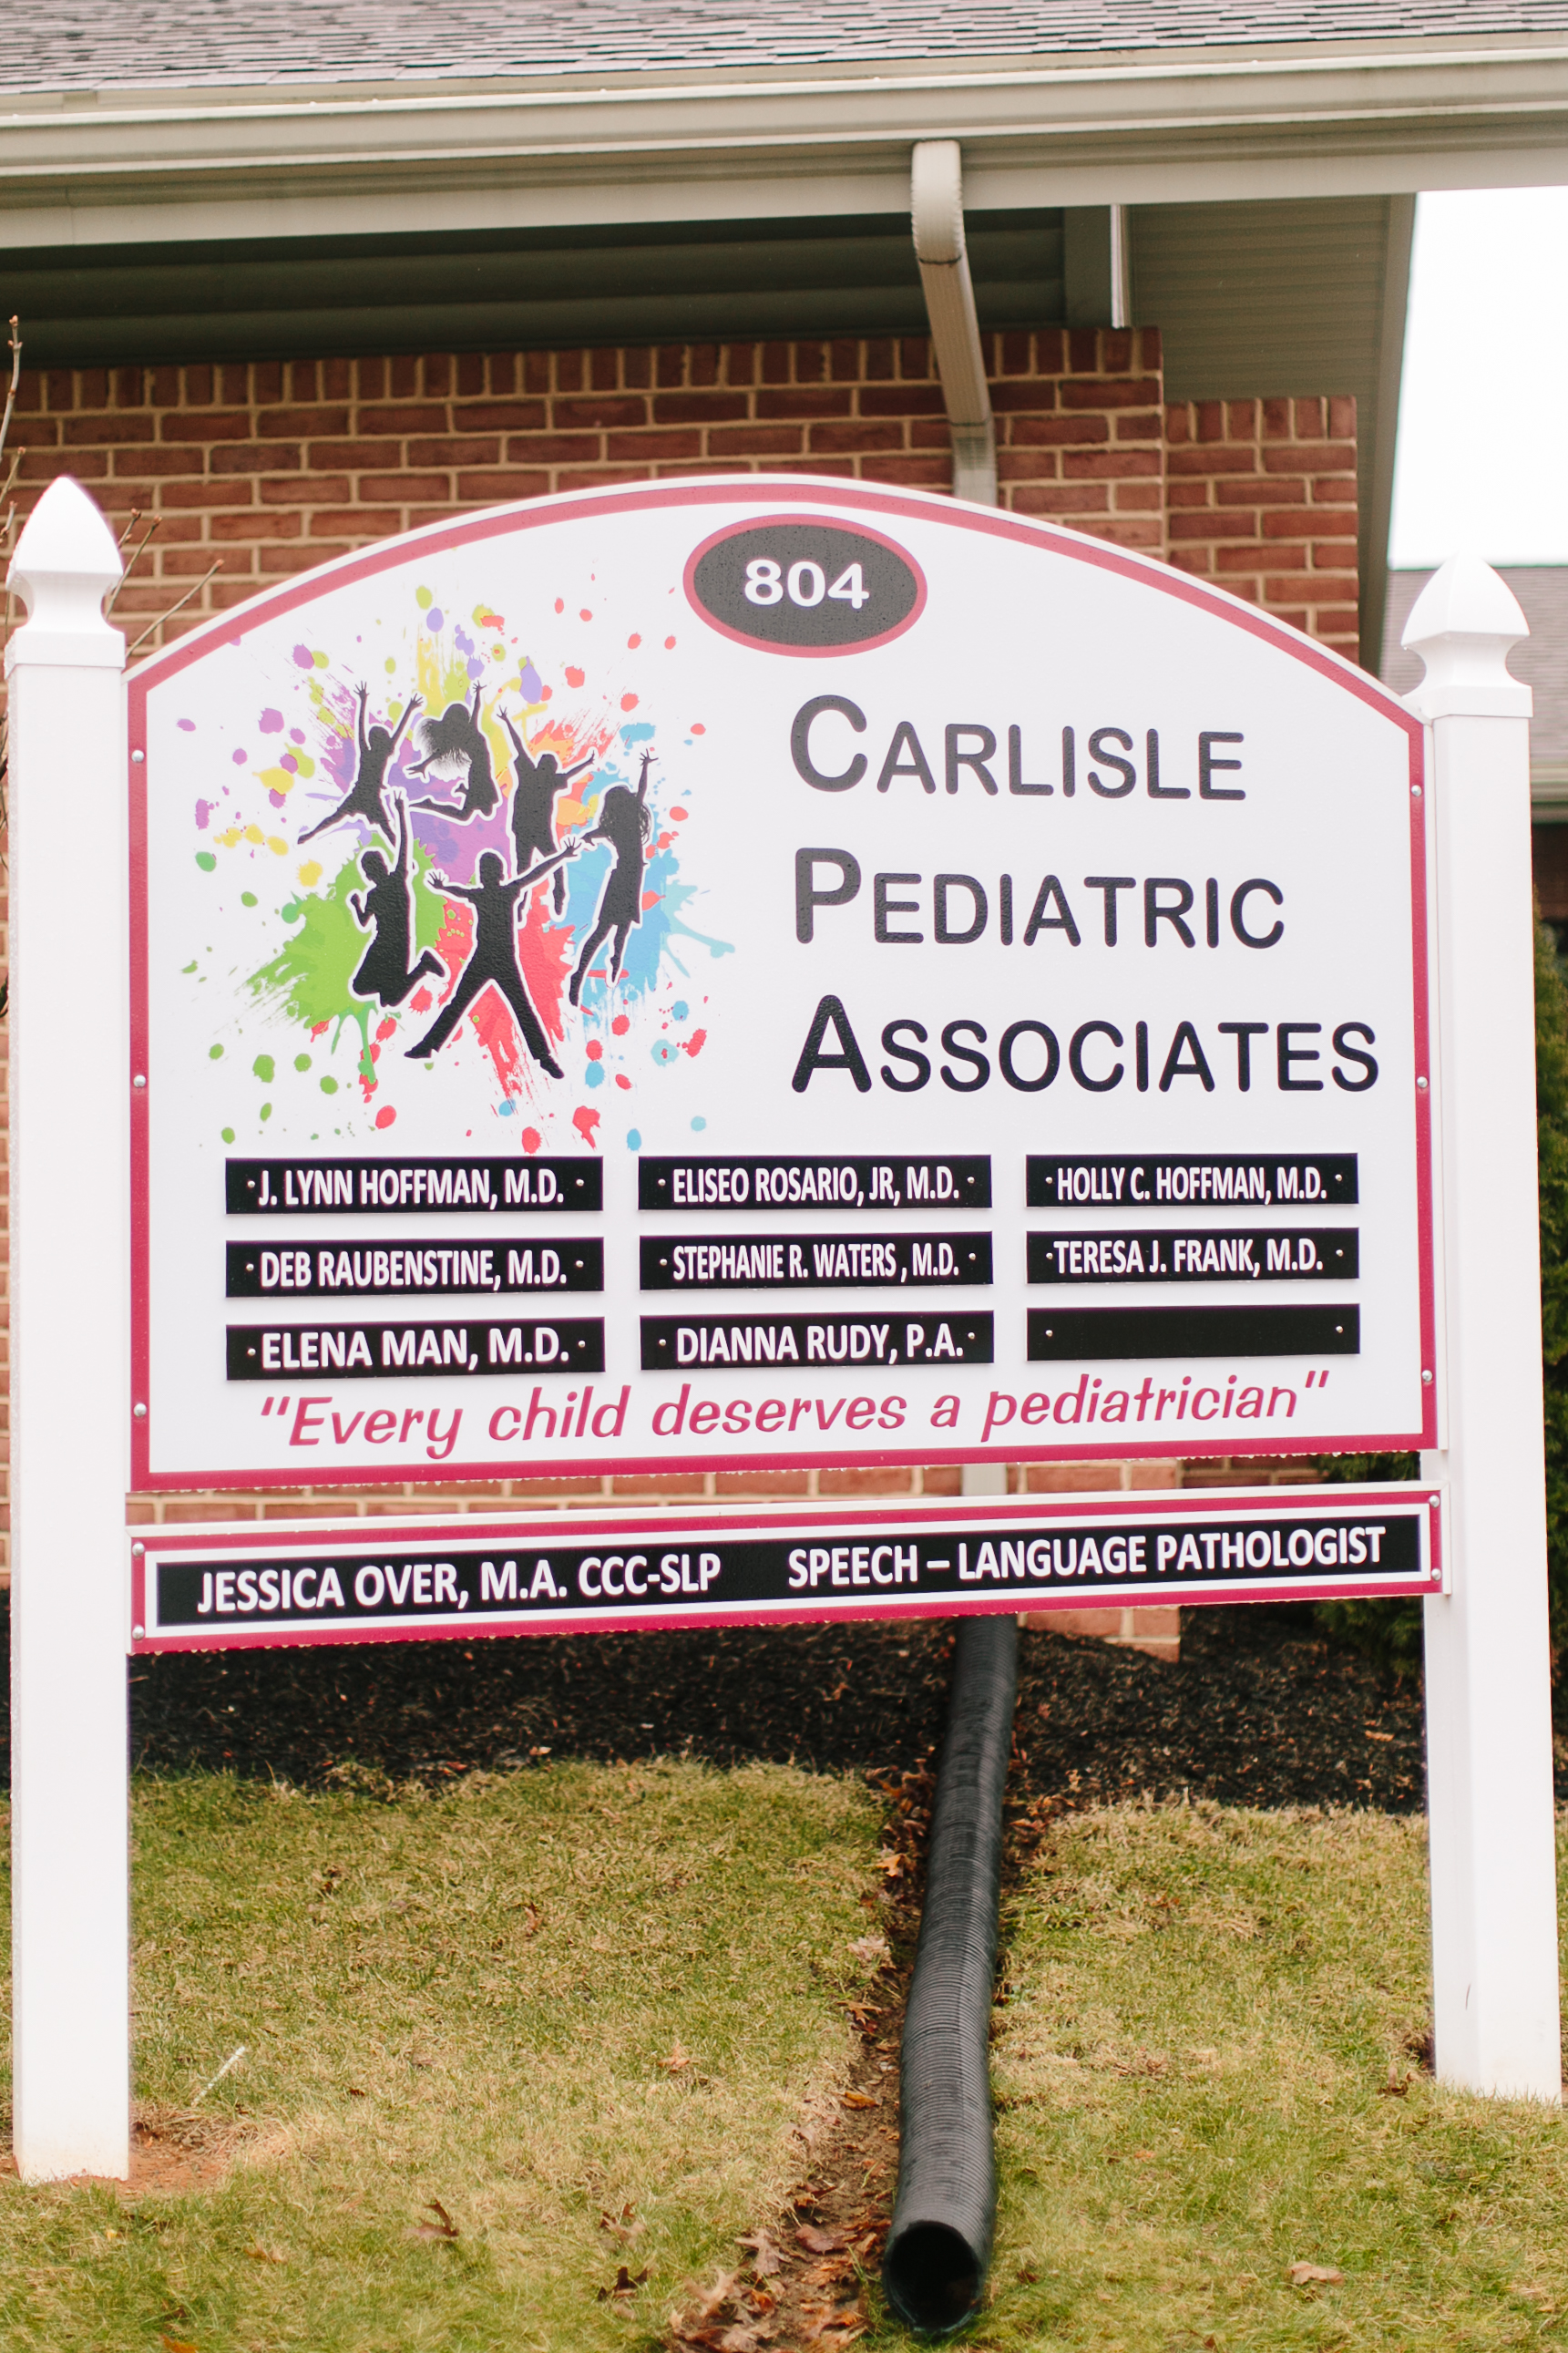 804
CARLISLE
PEDIATRIC
ASSOCIATES
J. LYNN HOFFMAN, M.D.
ELISEO ROSARIO, JR, M.D.
HOLLY C. HOFFMAN, M.D.
DEB RAUBENSTINE, M.D.
STEPHANIE R. WATERS , M.D.
TERESA J. FRANK, M.D.
ELENA MAN, M.D.
DIANNA RUDY, P.A.
"Every child deserves a pediatrician"
JESSICA OVER, M.A. CCC-SLP SPEECH – LANGUAGE PATHOLOGIST